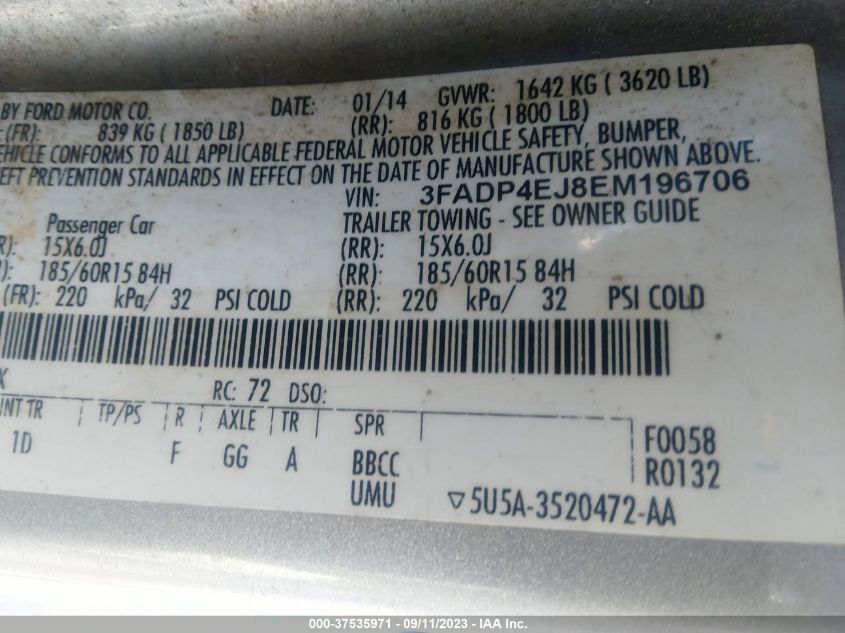 BY FORD MOTOR CO. DATE: 01/14 GVWR: 1642 KG ( 3620 LB)
(FR): 839 KG ( 1850 LB) (RR): 816 KG ( 1800 LB)
VEHICLE CONFORMS TO ALL APPLICABLE FEDERAL MOTOR VEHICLE SAFETY, BUMPER,
EFT PREVENTION STANDARDS IN EFFECT ON THE DATE OF MANUFACTURE SHOWN ABOVE.
VIN: 3FADP4EJ8EM196706
Passenger Car TRAILER TOWING - SEE OWNER GUIDE
R): 15X6.0J (RR): 15X6.0J
R): 185/60R15 84H (RR): 185/60R15 84H
(FR): 220 kPa/ 32 PSI COLD (RR): 220 kPa/ 32 PSI COLD
X
RC: 72 DSO:
INT TR TP/PS R AXLE TR SPR F0058
1D F GG A BBCC R0132
UMU ▽5U5A-3520472-AA
000-37535971 - 09/11/2023 - IAA Inc.